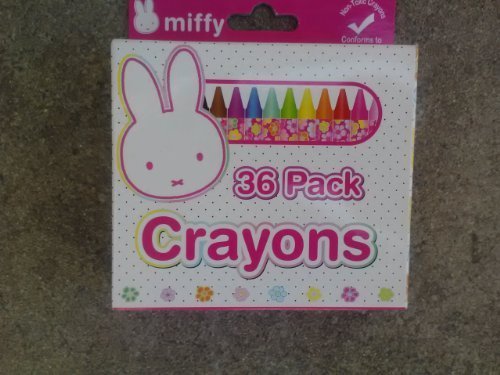 miffy
Non-Toxic Crayons
Conforms to
36 Pack
Crayons